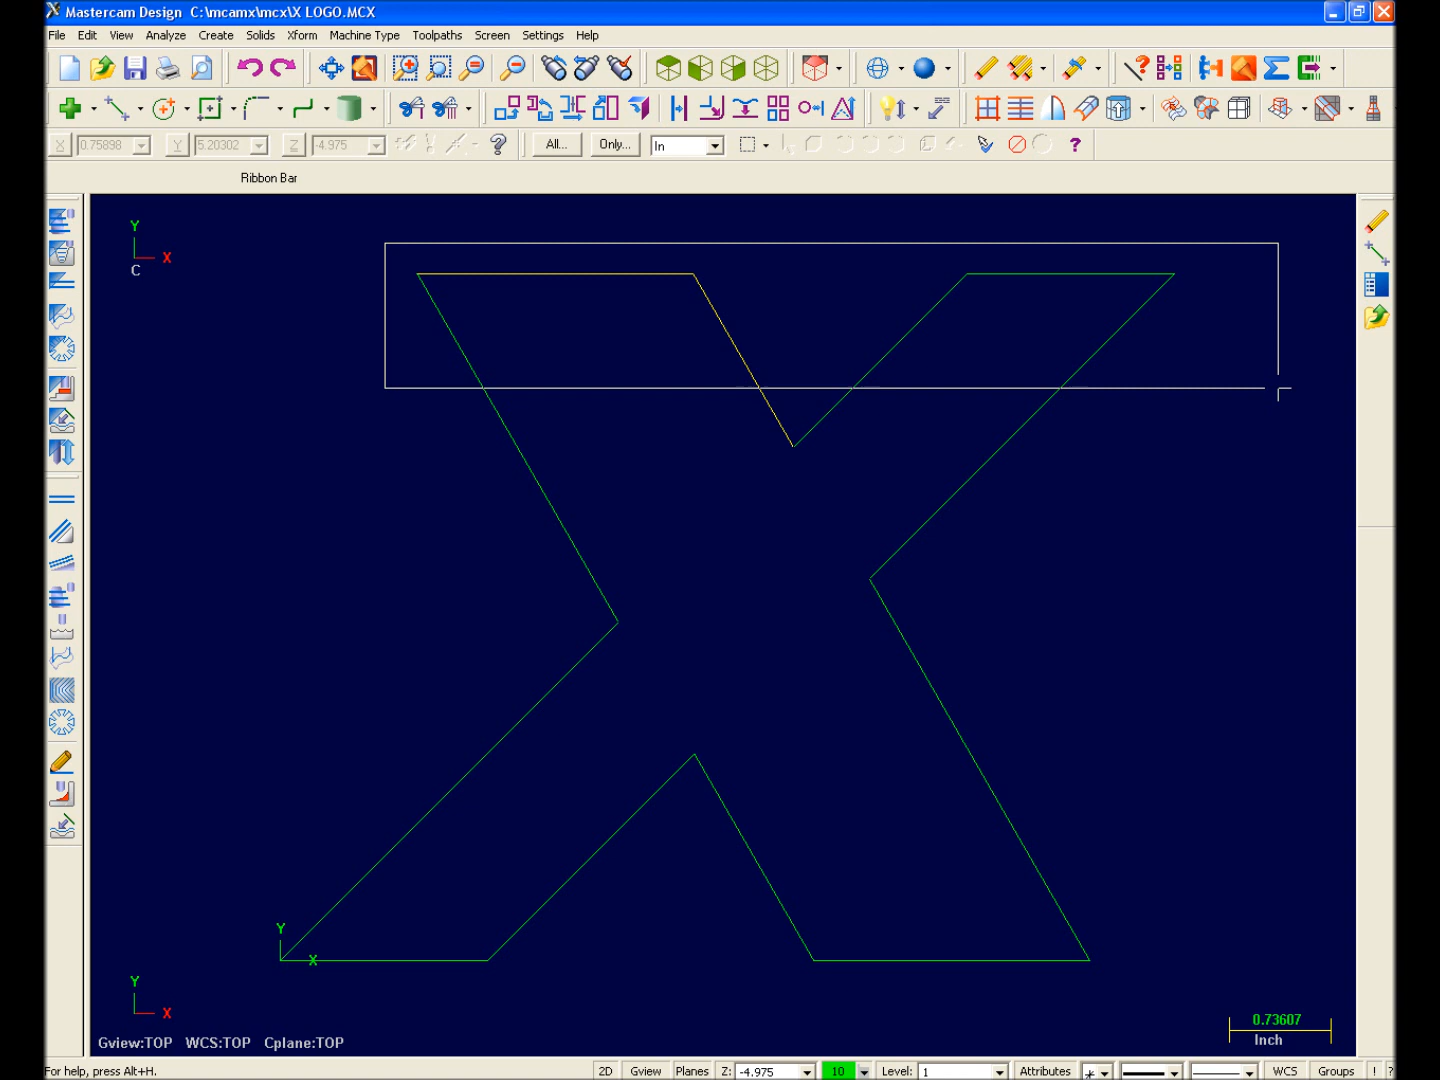 Mastercam Design C:\mcamx\mcx\X LOGO.MCX
File Edit View Analyze Create Solids Xform Machine Type Toolpaths Screen Settings Help
X 0.75898 Y 5.20302 Z -4.975 All... Only... In
Ribbon Bar
Y
X
C
Y
X
Y
X
0.73607
Inch
Gview:TOP WCS:TOP Cplane:TOP
For help, press Alt+H. 2D Gview Planes Z: -4.975 10 Level: 1 Attributes WCS Groups ! ?